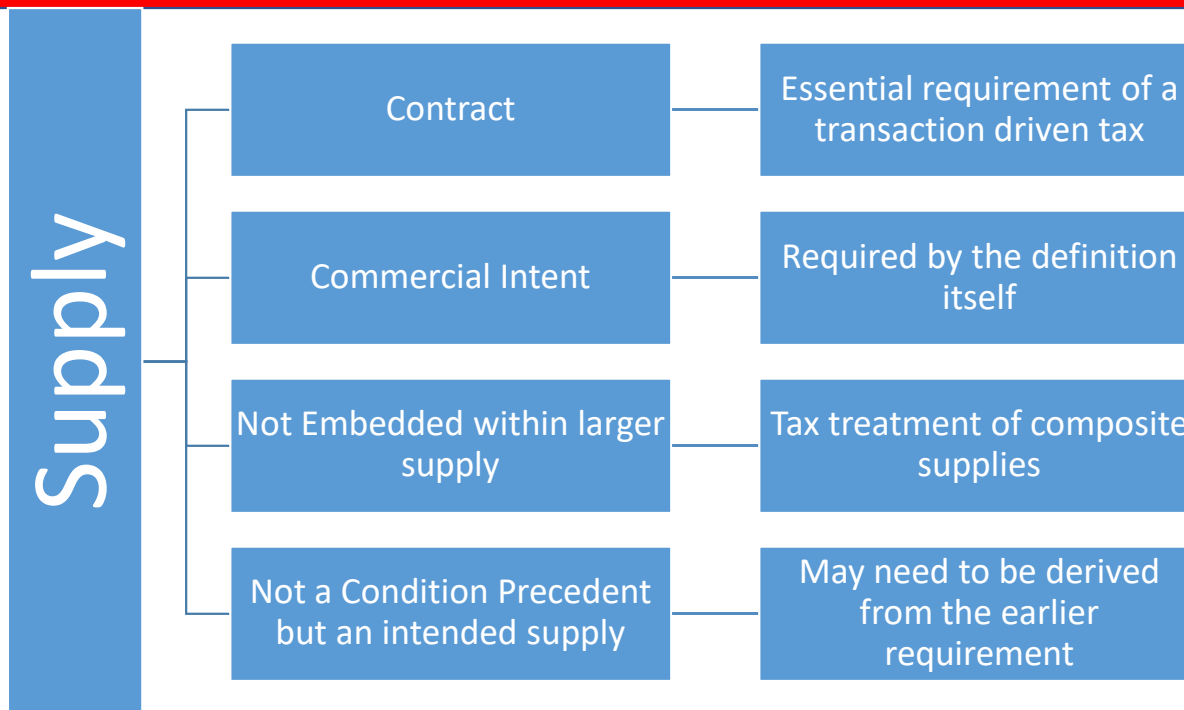 Supply
Contract
Essential requirement of a
transaction driven tax
Commercial Intent
Required by the definition
itself
Not Embedded within larger
supply
Tax treatment of composite
supplies
Not a Condition Precedent
but an intended supply
May need to be derived
from the earlier
requirement